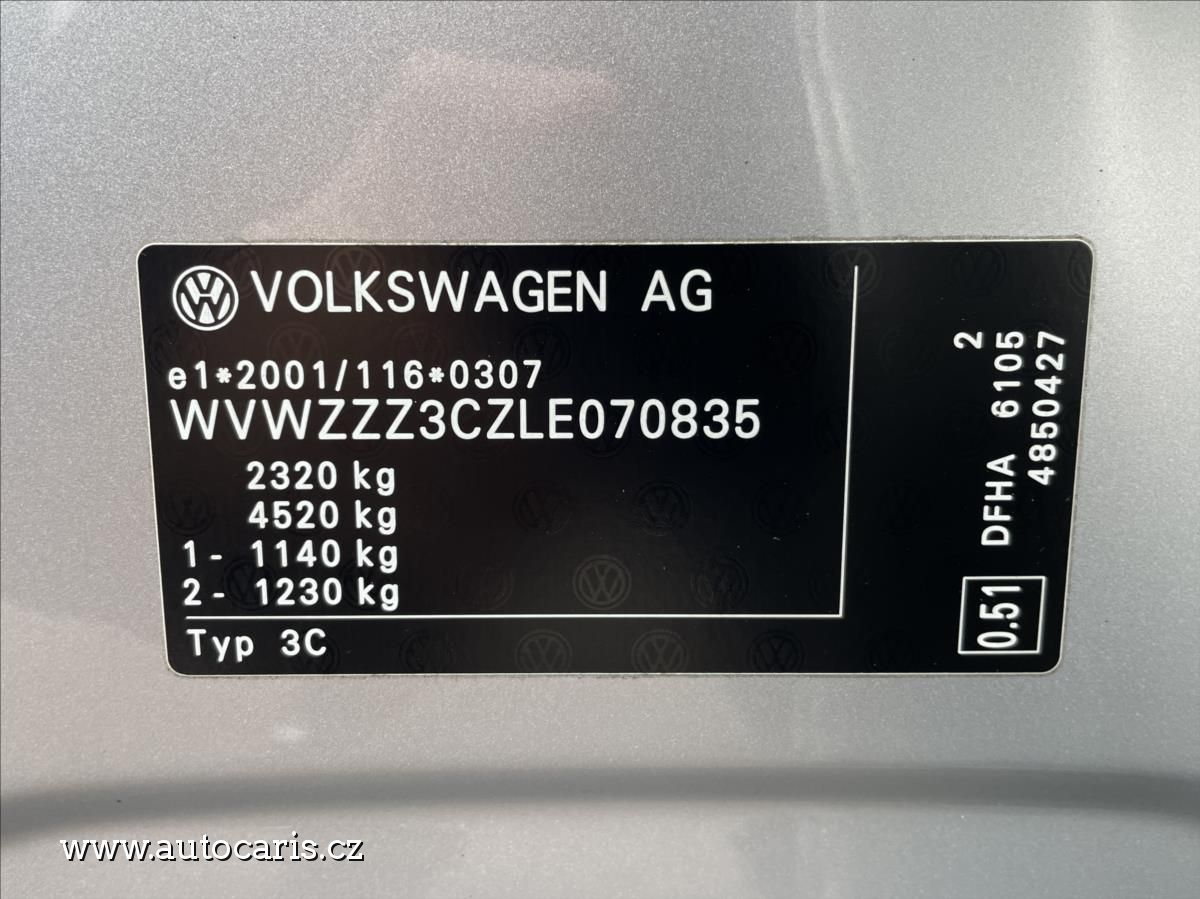 VOLKSWAGEN AG
e1*2001/116*0307
WVWZZZ3CZLE070835
2320 kg
4520 kg
1- 1140 kg
2- 1230 kg
Typ 3C
2
DFHA 6105
4850427
0.51
www.autocaris.cz